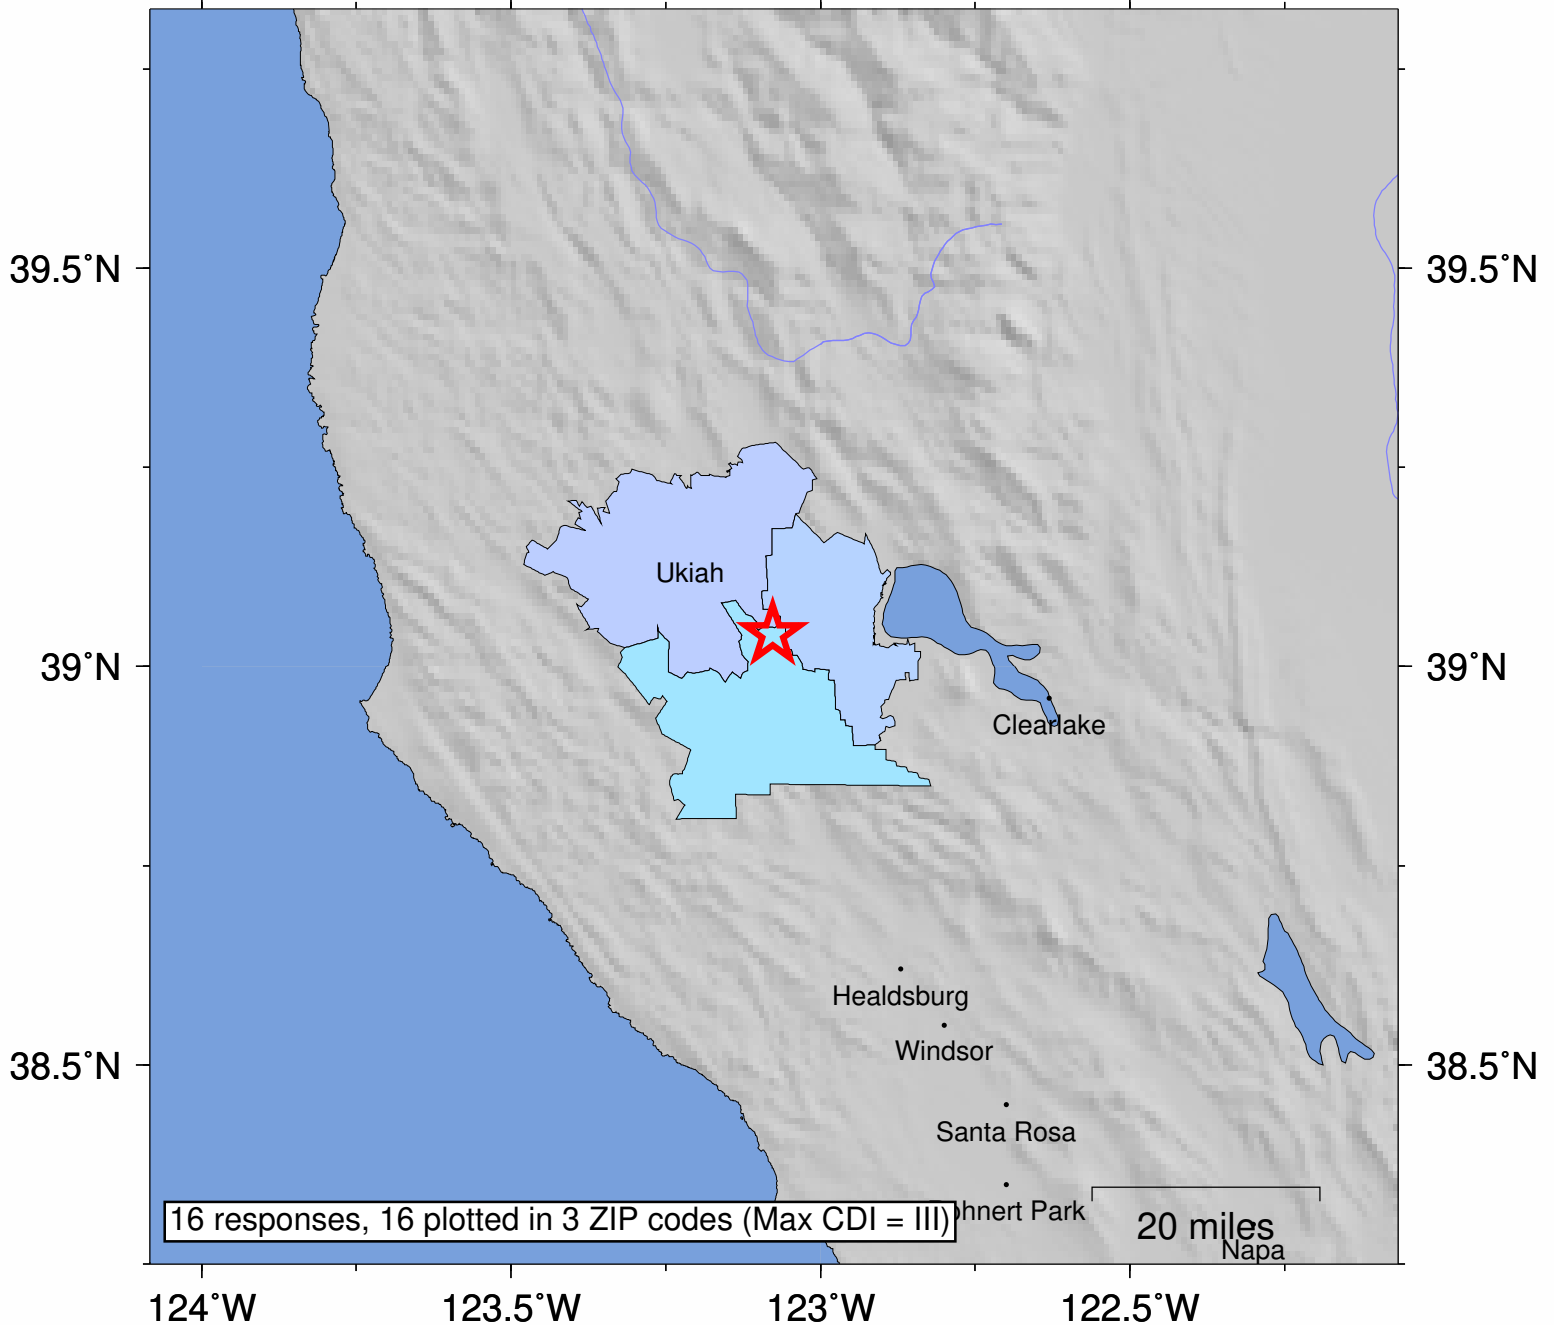 39.5°N
39.5°N
Ukiah
39°N
39°N
Clearlake
Healdsburg
Windsor
38.5°N
38.5°N
Santa Rosa
16 responses, 16 plotted in 3 ZIP codes (Max CDI = III)
Park
20 miles
Napa
124°W
123.5°W
123°W
122.5°W